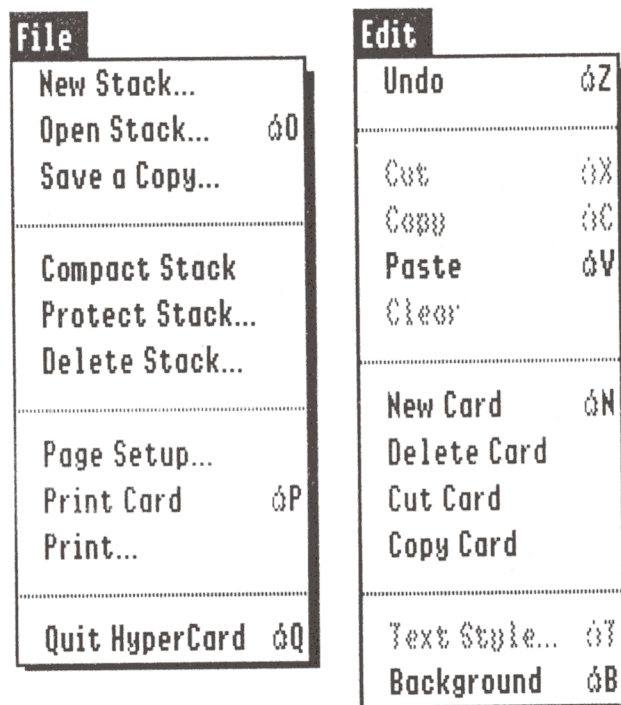 File
New Stack...
Open Stack... O
Save a Copy...
Compact Stack
Protect Stack...
Delete Stack...
Page Setup...
Print Card P
Print...
Quit HyperCard Q
Edit
Undo Z
Cut X
Copy C
Paste V
Clear
New Card N
Delete Card
Cut Card
Copy Card
Text Style... T
Background B